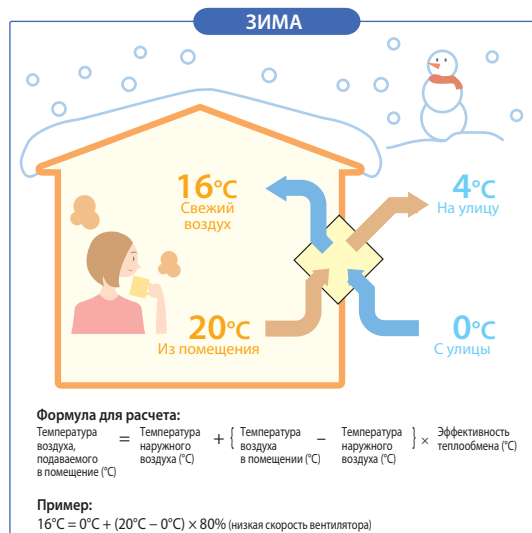 ЗИМА
16°C
Свежий
воздух
4°C
На улицу
20°C
Из помещения
0°C
С улицы
Формула для расчета:
Температура воздуха, подаваемого в помещение (°C) = Температура наружного воздуха (°C) + { Температура воздуха в помещении (°C) – Температура наружного воздуха (°C) } × Эффективность теплообмена (°C)
Пример:
16°C = 0°C + (20°C – 0°C) × 80% (низкая скорость вентилятора)